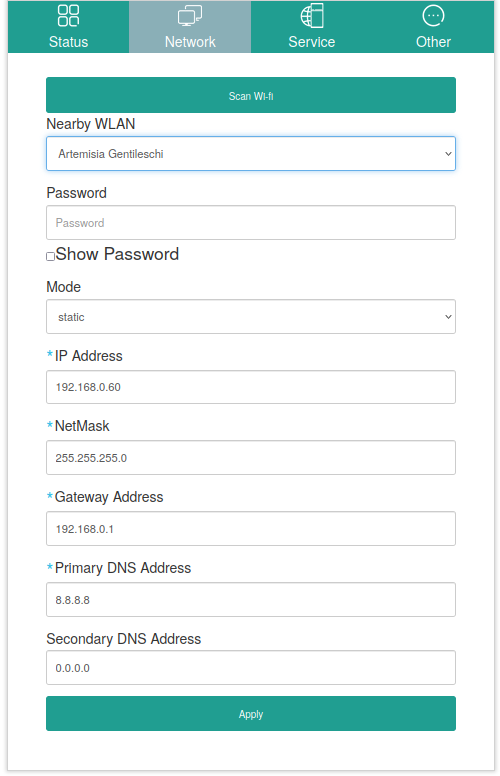 Status Network Service Other
Scan Wi-fi
Nearby WLAN
Artemisia Gentileschi
Password
Password
Show Password
Mode
static
*IP Address
192.168.0.60
*NetMask
255.255.255.0
*Gateway Address
192.168.0.1
*Primary DNS Address
8.8.8.8
Secondary DNS Address
0.0.0.0
Apply